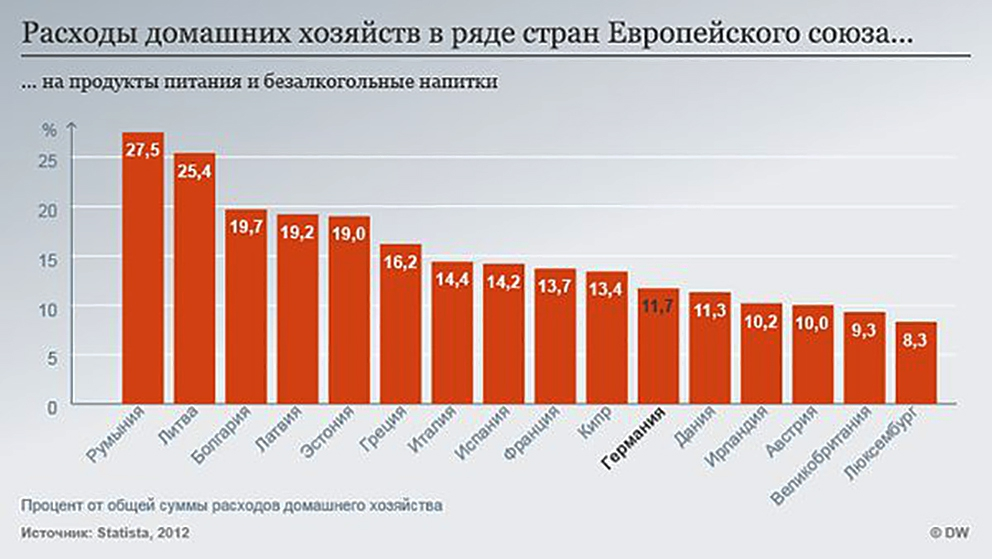 Расходы домашних хозяйств в ряде стран Европейского союза...
... на продукты питания и безалкогольные напитки
%
25
20
15
10
5
0
27,5
25,4
19,7
19,2
19,0
16,2
14,4
14,2
13,7
13,4
11,7
11,3
10,2
10,0
9,3
8,3
Румыния
Литва
Болгария
Латвия
Эстония
Греция
Италия
Испания
Франция
Кипр
Германия
Дания
Ирландия
Австрия
Великобритания
Люксембург
Процент от общей суммы расходов домашнего хозяйства
Источник: Statista, 2012
© DW